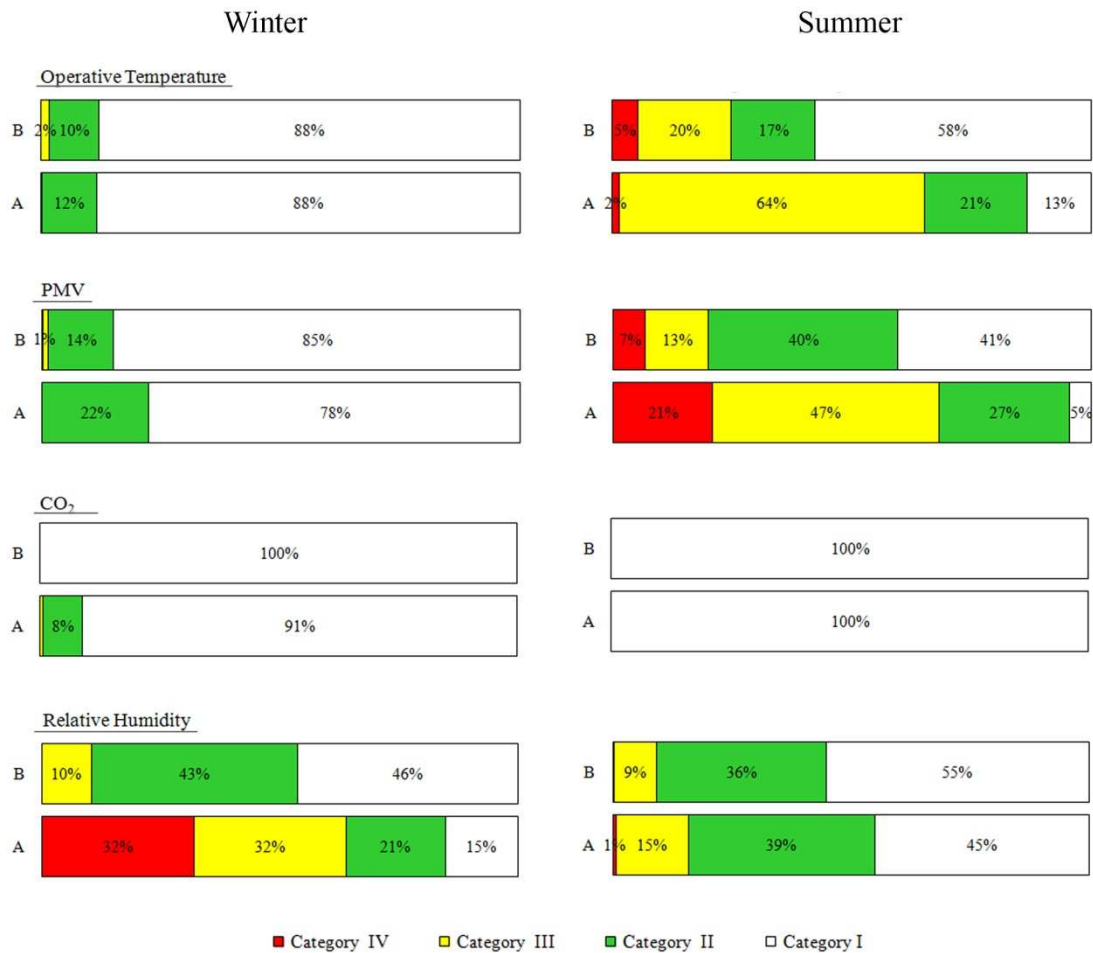 Winter Summer
Operative Temperature
B 2% 10% 88% B 5% 20% 17% 58%
A 12% 88% A 2% 64% 21% 13%
PMV
B 1% 14% 85% B 7% 13% 40% 41%
A 22% 78% A 21% 47% 27% 5%
CO2
B 100% B 100%
A 8% 91% A 100%
Relative Humidity
B 10% 43% 46% B 9% 36% 55%
A 32% 32% 21% 15% A 1% 15% 39% 45%
Category IV Category III Category II Category I